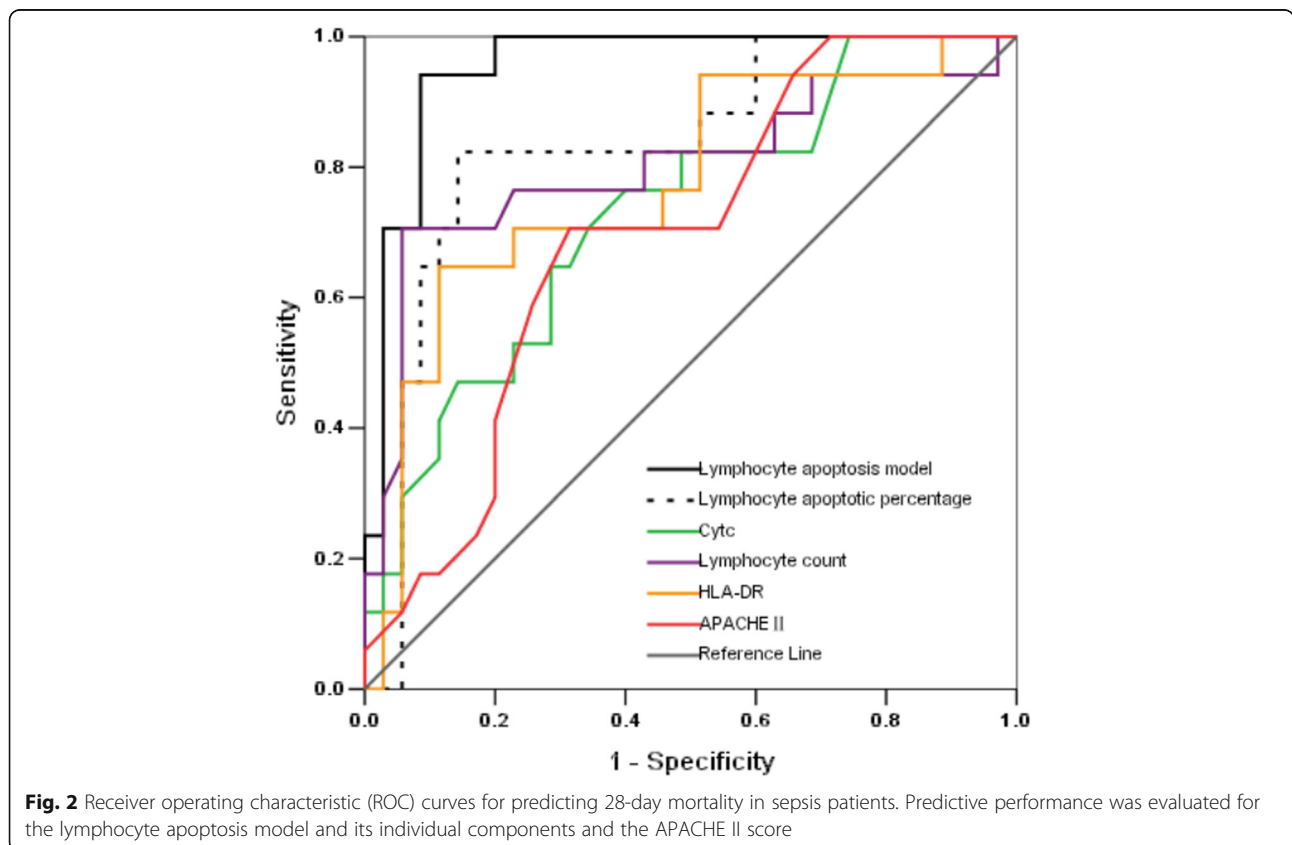 1.0
0.8
0.6
0.4
0.2
0.0
Sensitivity
Lymphocyte apoptosis model
Lymphocyte apoptotic percentage
Cytc
Lymphocyte count
HLA-DR
APACHE II
Reference Line
0.0 0.2 0.4 0.6 0.8 1.0
1 - Specificity
Fig. 2 Receiver operating characteristic (ROC) curves for predicting 28-day mortality in sepsis patients. Predictive performance was evaluated for
the lymphocyte apoptosis model and its individual components and the APACHE II score